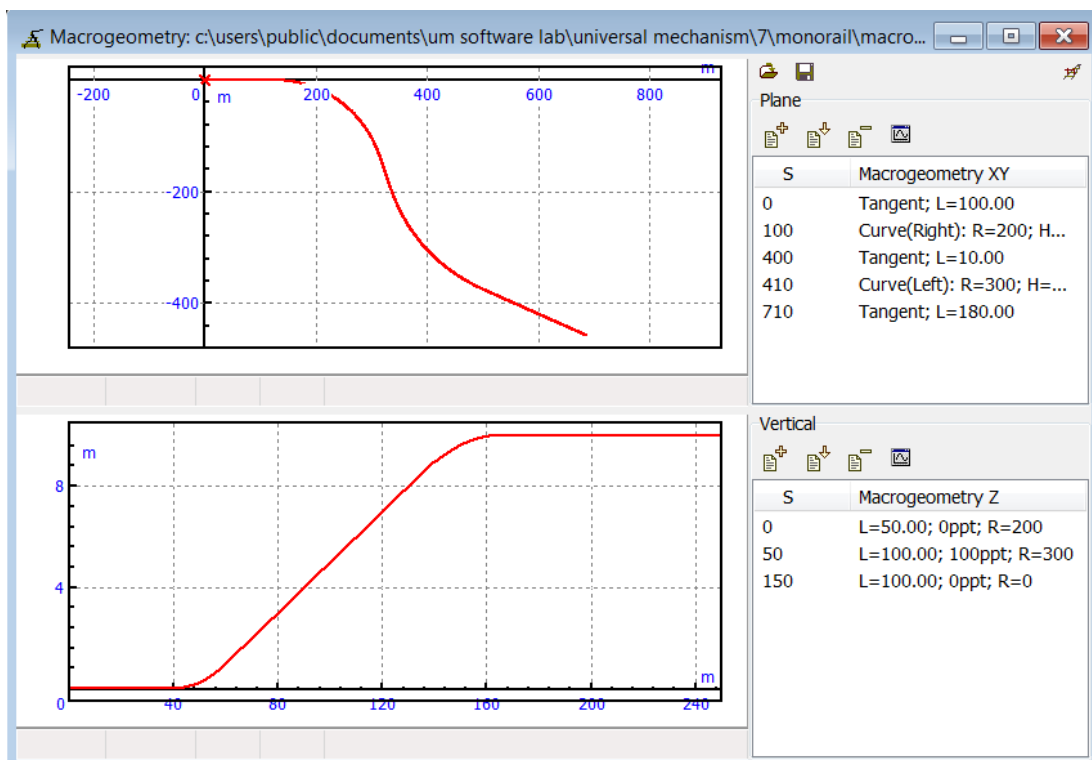 Macrogeometry: c:\users\public\documents\um software lab\universal mechanism\7\monorail\macro...
m
-200 0 m 200 400 600 800
-200
-400
Plane
S Macrogeometry XY
0 Tangent; L=100.00
100 Curve(Right): R=200; H...
400 Tangent; L=10.00
410 Curve(Left): R=300; H=...
710 Tangent; L=180.00
m
8
4
m
0 40 80 120 160 200 240
Vertical
S Macrogeometry Z
0 L=50.00; 0ppt; R=200
50 L=100.00; 100ppt; R=300
150 L=100.00; 0ppt; R=0